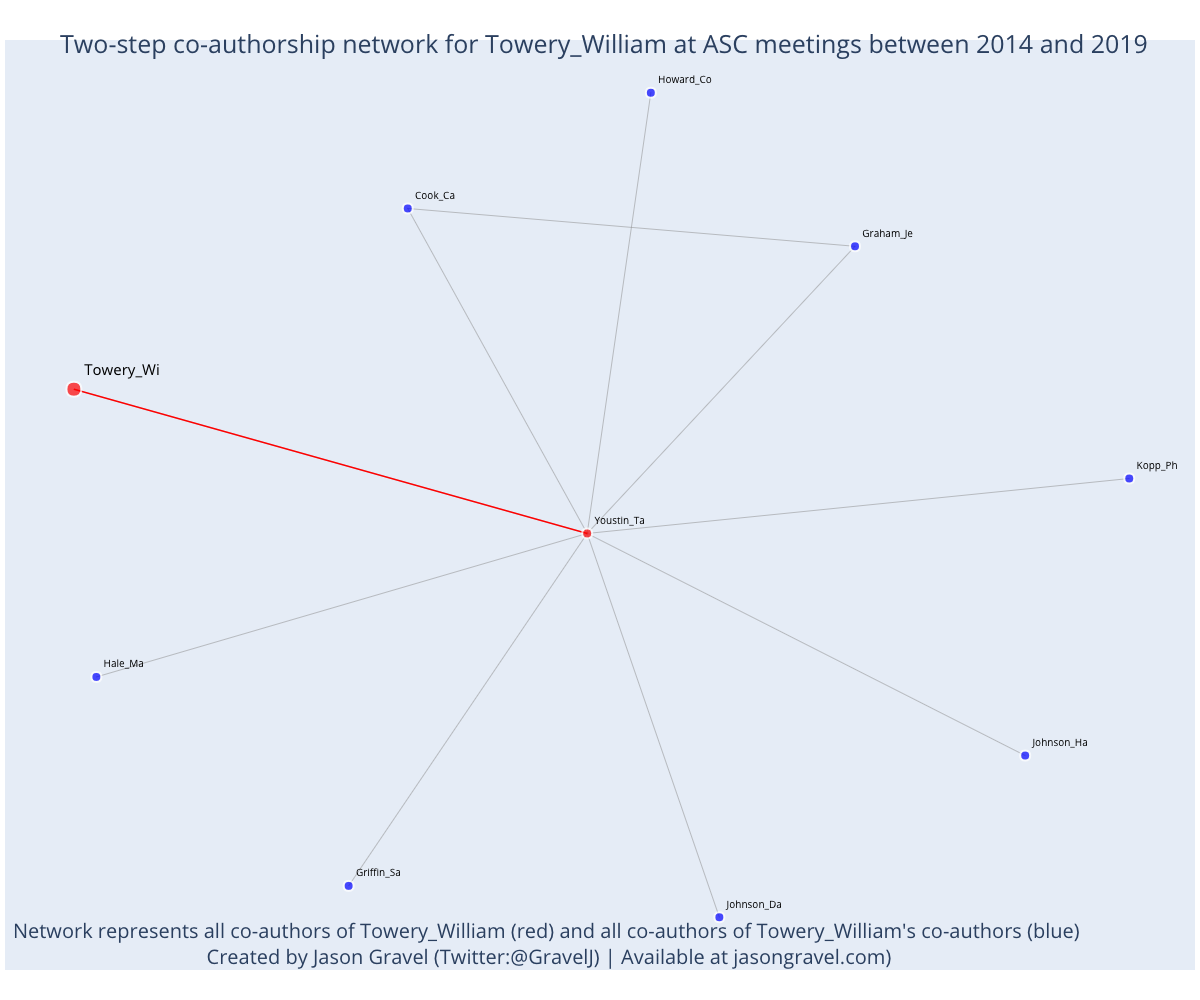 Two-step co-authorship network for Towery_William at ASC meetings between 2014 and 2019
Howard_Co
Cook_Ca
Graham_Je
Towery_Wi
Kopp_Ph
Youstin_Ta
Hale_Ma
Johnson_Ha
Griffin_Sa
Johnson_Da
Network represents all co-authors of Towery_William (red) and all co-authors of Towery_William's co-authors (blue)
Created by Jason Gravel (Twitter:@GravelJ) | Available at jasongravel.com)